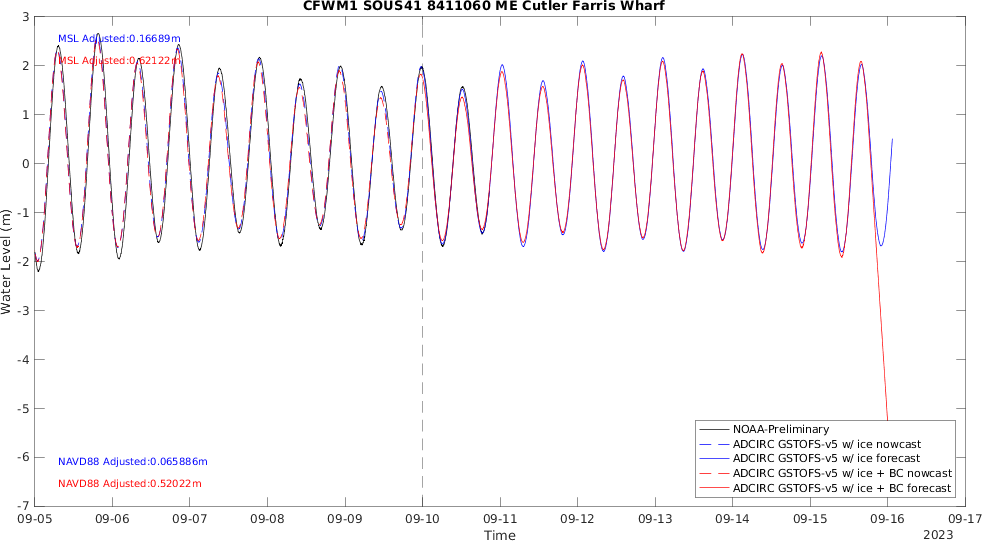 CFWM1 SOUS41 8411060 ME Cutler Farris Wharf
3
2
1
0
-1
-2
-3
-4
-5
-6
-7
Water Level (m)
MSL Adjusted:0.16689m
MSL Adjusted:0.62122m
NAVD88 Adjusted:0.065886m
NAVD88 Adjusted:0.52022m
NOAA-Preliminary
ADCIRC GSTOFS-v5 w/ ice nowcast
ADCIRC GSTOFS-v5 w/ ice forecast
ADCIRC GSTOFS-v5 w/ ice + BC nowcast
ADCIRC GSTOFS-v5 w/ ice + BC forecast
09-05 09-06 09-07 09-08 09-09 09-10 09-11 09-12 09-13 09-14 09-15 09-16 09-17
Time
2023